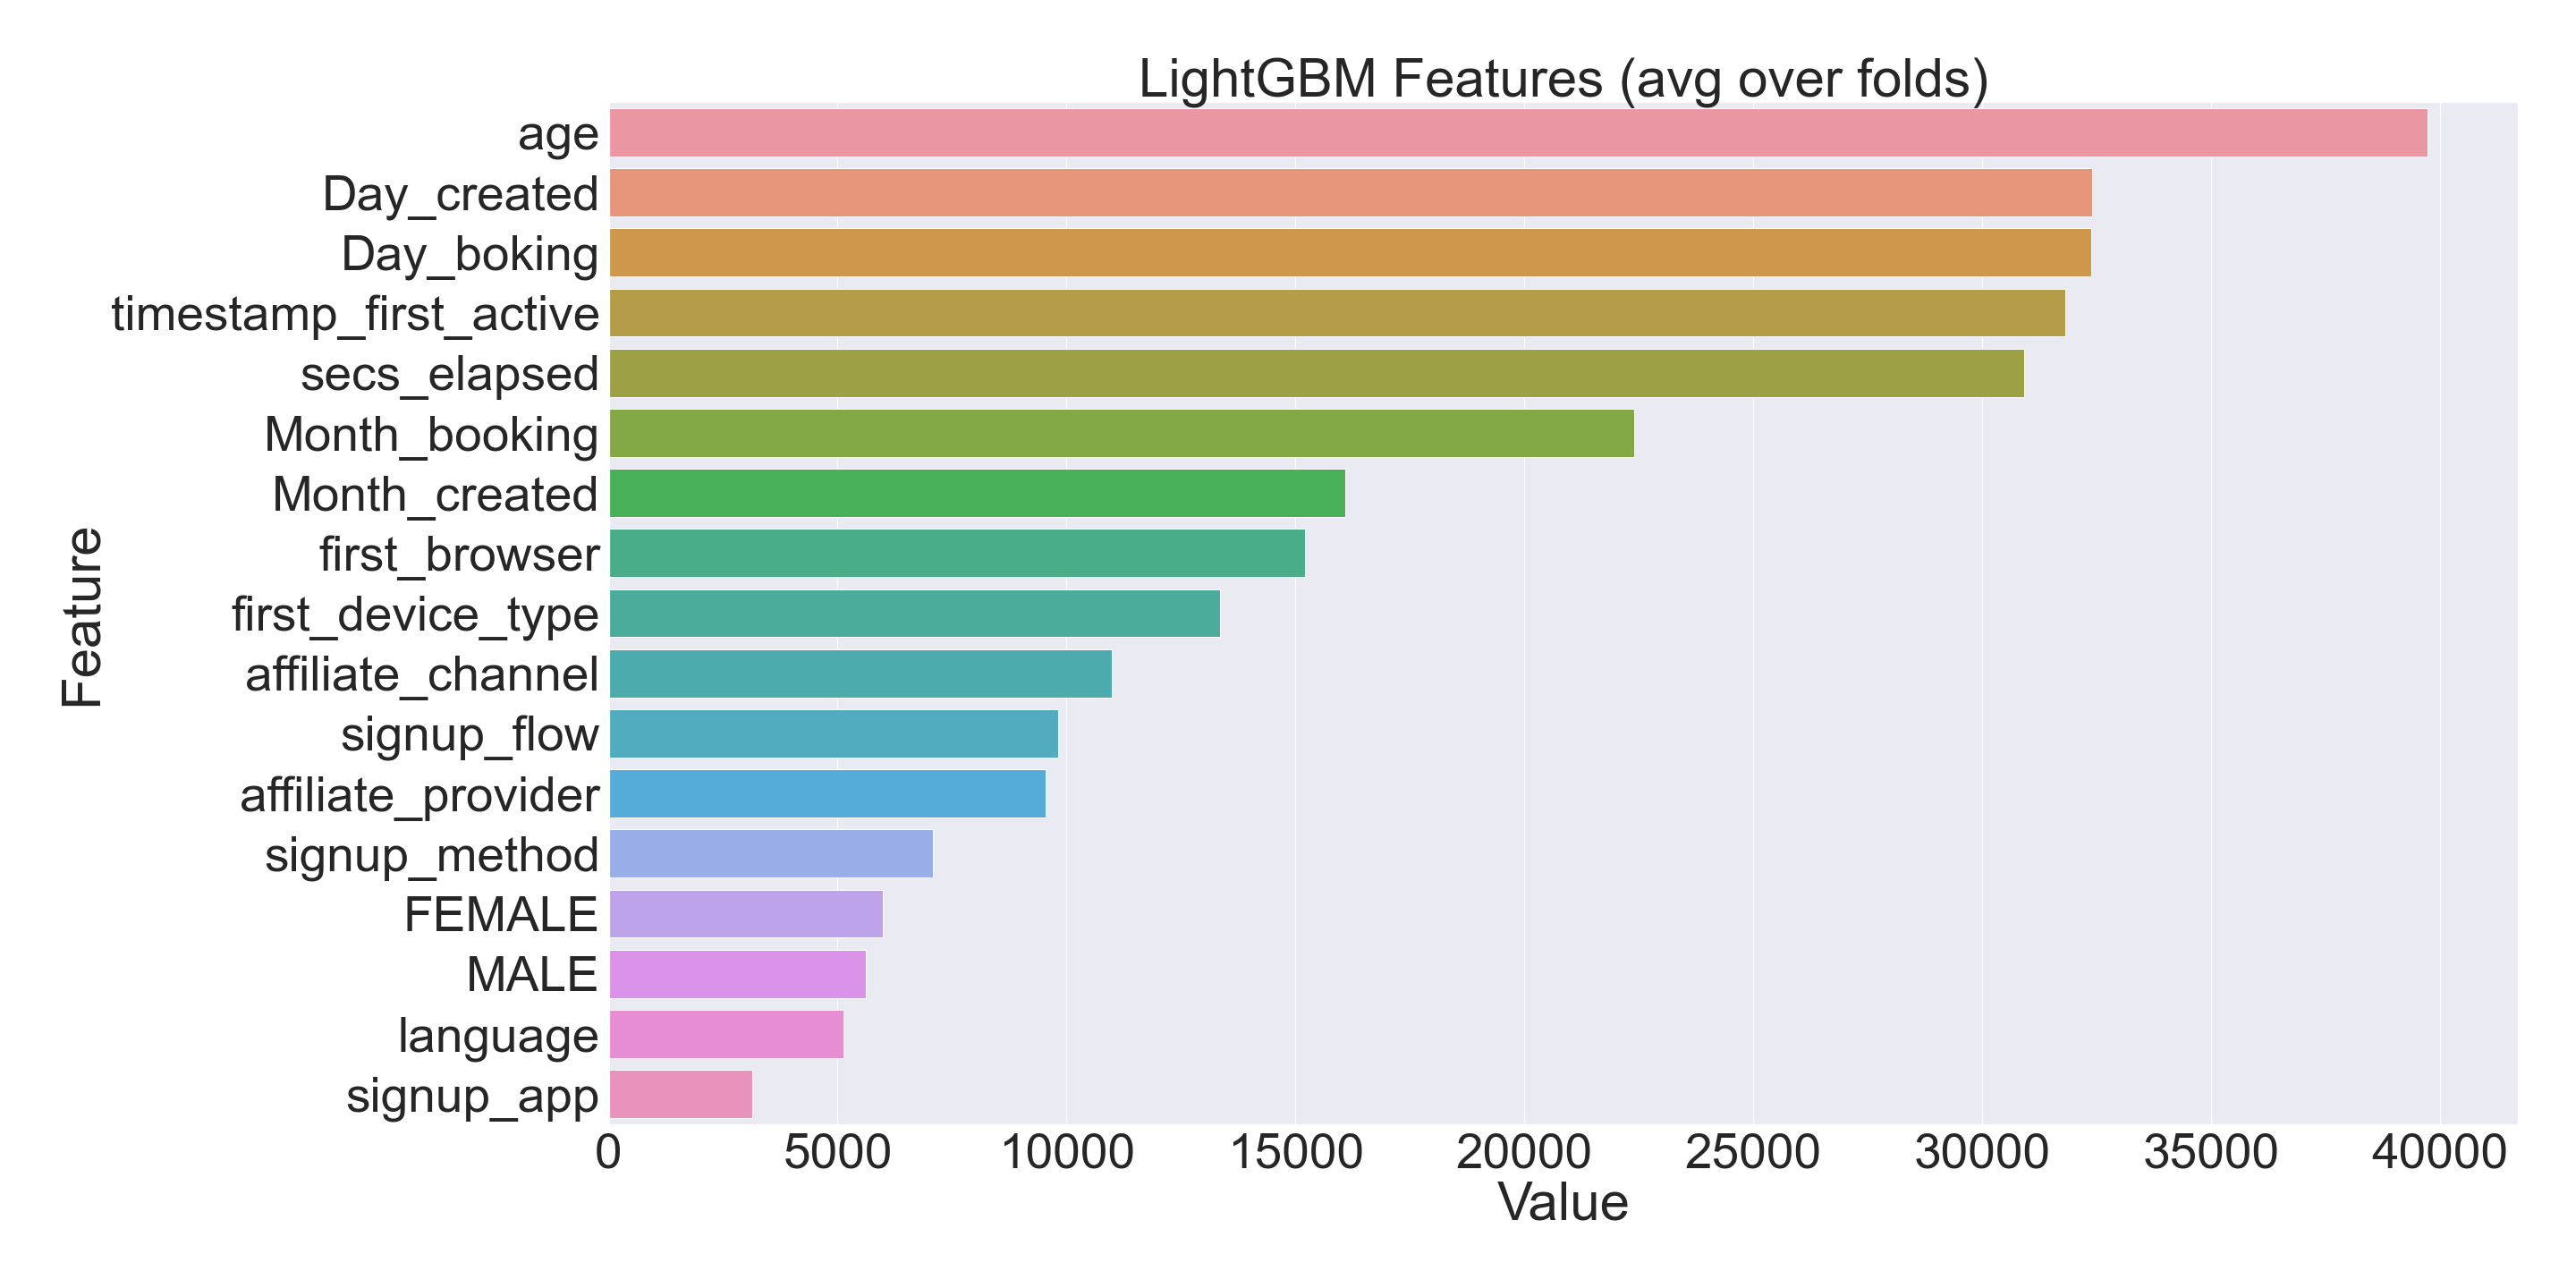 LightGBM Features (avg over folds)
Feature
age
Day_created
Day_boking
timestamp_first_active
secs_elapsed
Month_booking
Month_created
first_browser
first_device_type
affiliate_channel
signup_flow
affiliate_provider
signup_method
FEMALE
MALE
language
signup_app
0 5000 10000 15000 20000 25000 30000 35000 40000
Value